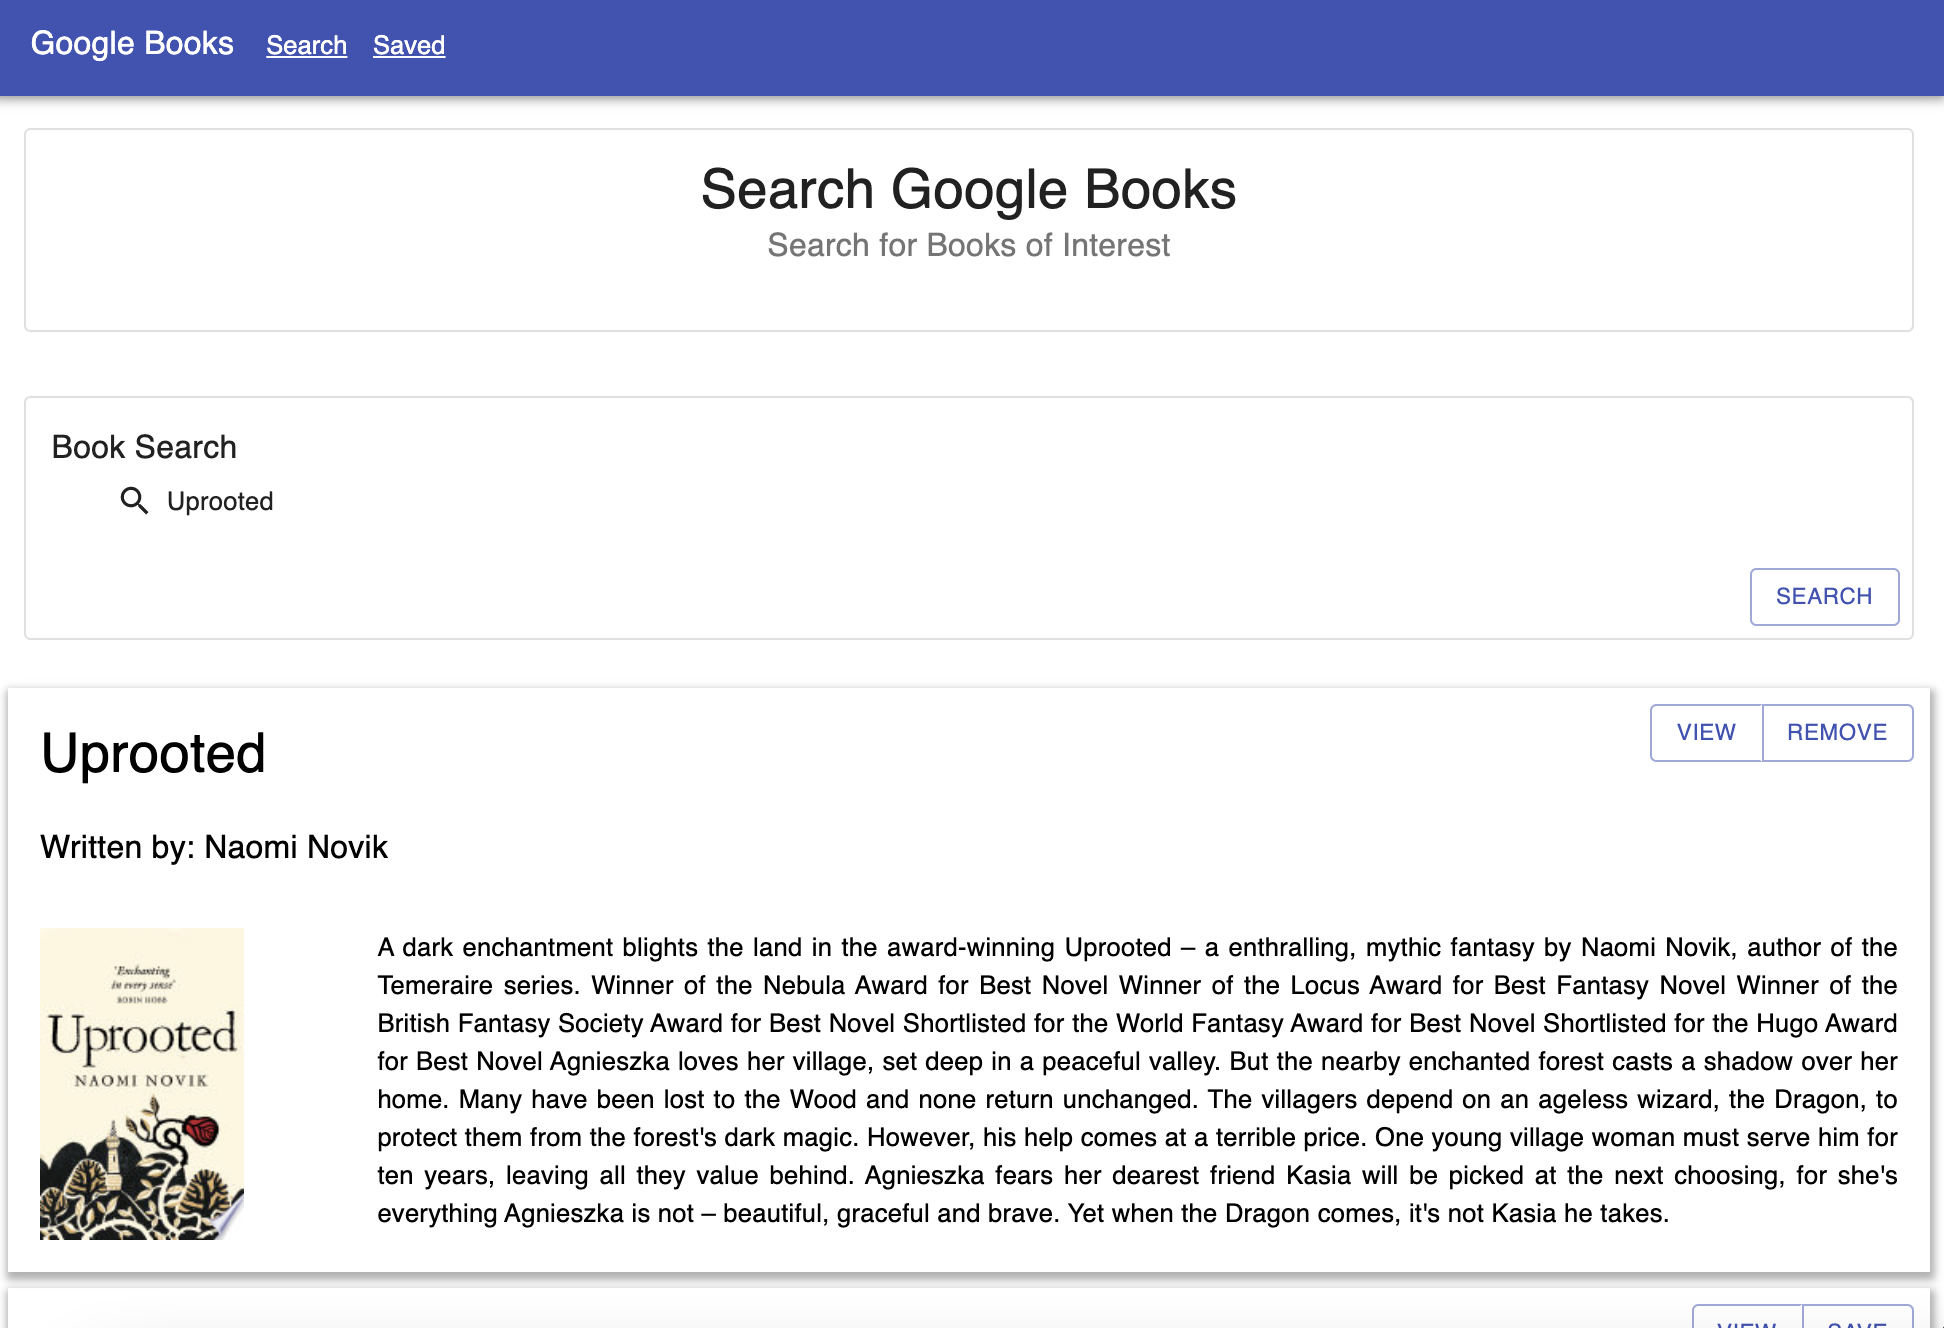 Google Books Search Saved
Search Google Books
Search for Books of Interest
Book Search
Uprooted
SEARCH
Uprooted
VIEW REMOVE
Written by: Naomi Novik
'Enchanting
in every sense'
ROBIN HOBB
Uprooted
NAOMI NOVIK
A dark enchantment blights the land in the award-winning Uprooted – a enthralling, mythic fantasy by Naomi Novik, author of the
Temeraire series. Winner of the Nebula Award for Best Novel Winner of the Locus Award for Best Fantasy Novel Winner of the
British Fantasy Society Award for Best Novel Shortlisted for the World Fantasy Award for Best Novel Shortlisted for the Hugo Award
for Best Novel Agnieszka loves her village, set deep in a peaceful valley. But the nearby enchanted forest casts a shadow over her
home. Many have been lost to the Wood and none return unchanged. The villagers depend on an ageless wizard, the Dragon, to
protect them from the forest's dark magic. However, his help comes at a terrible price. One young village woman must serve him for
ten years, leaving all they value behind. Agnieszka fears her dearest friend Kasia will be picked at the next choosing, for she's
everything Agnieszka is not – beautiful, graceful and brave. Yet when the Dragon comes, it's not Kasia he takes.
VIEW SAVE